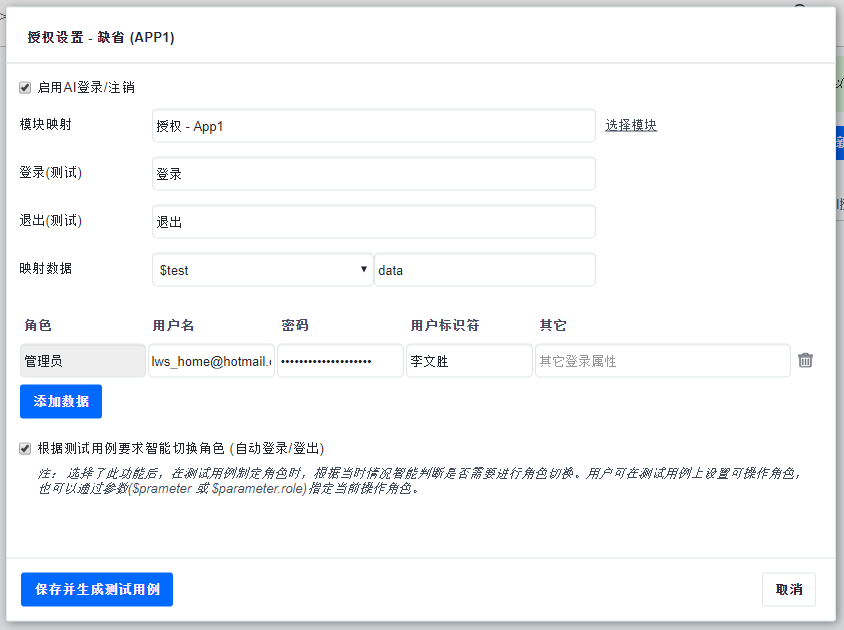 授权设置 - 缺省 (APP1)
启用AI登录/注销
模块映射 授权 - App1 选择模块
登录(测试) 登录
退出(测试) 退出
映射数据 $test data
角色 用户名 密码 用户标识符 其它
管理员 lws_home@hotmail. •••••••••••••••••••• 李文胜 其它登录属性
添加数据
根据测试用例要求智能切换角色 (自动登录/登出)
注： 选择了此功能后，在测试用例制定角色时，根据当时情况智能判断是否需要进行角色切换。用户可在测试用例上设置可操作角色，
也可以通过参数($prameter 或 $parameter.role)指定当前操作角色。
保存并生成测试用例 取消